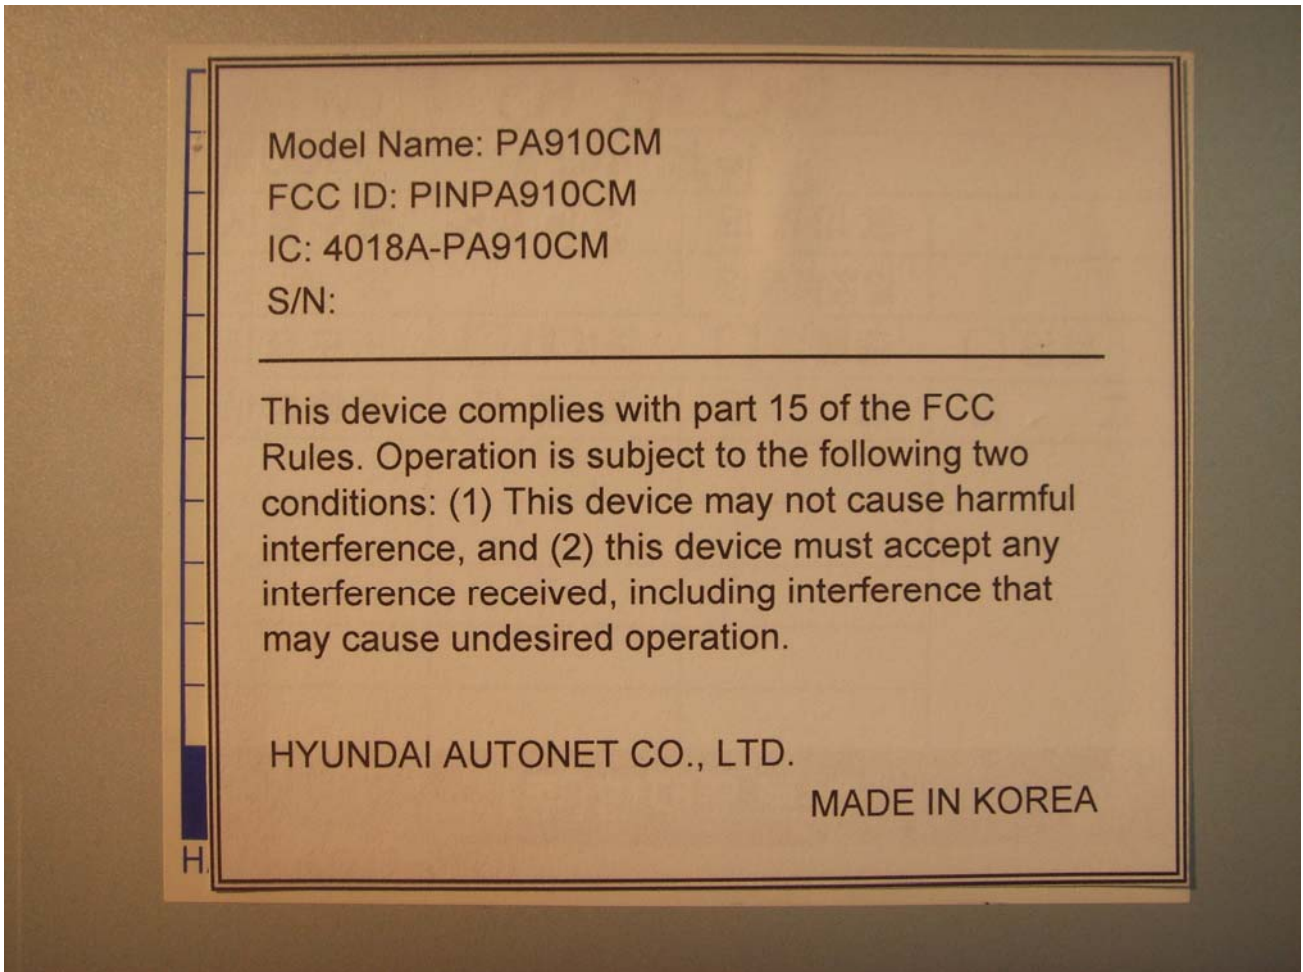 Model Name: PA910CM
FCC ID: PINPA910CM
IC: 4018A-PA910CM
S/N:
This device complies with part 15 of the FCC
Rules. Operation is subject to the following two
conditions: (1) This device may not cause harmful
interference, and (2) this device must accept any
interference received, including interference that
may cause undesired operation.
HYUNDAI AUTONET CO., LTD.
MADE IN KOREA
H